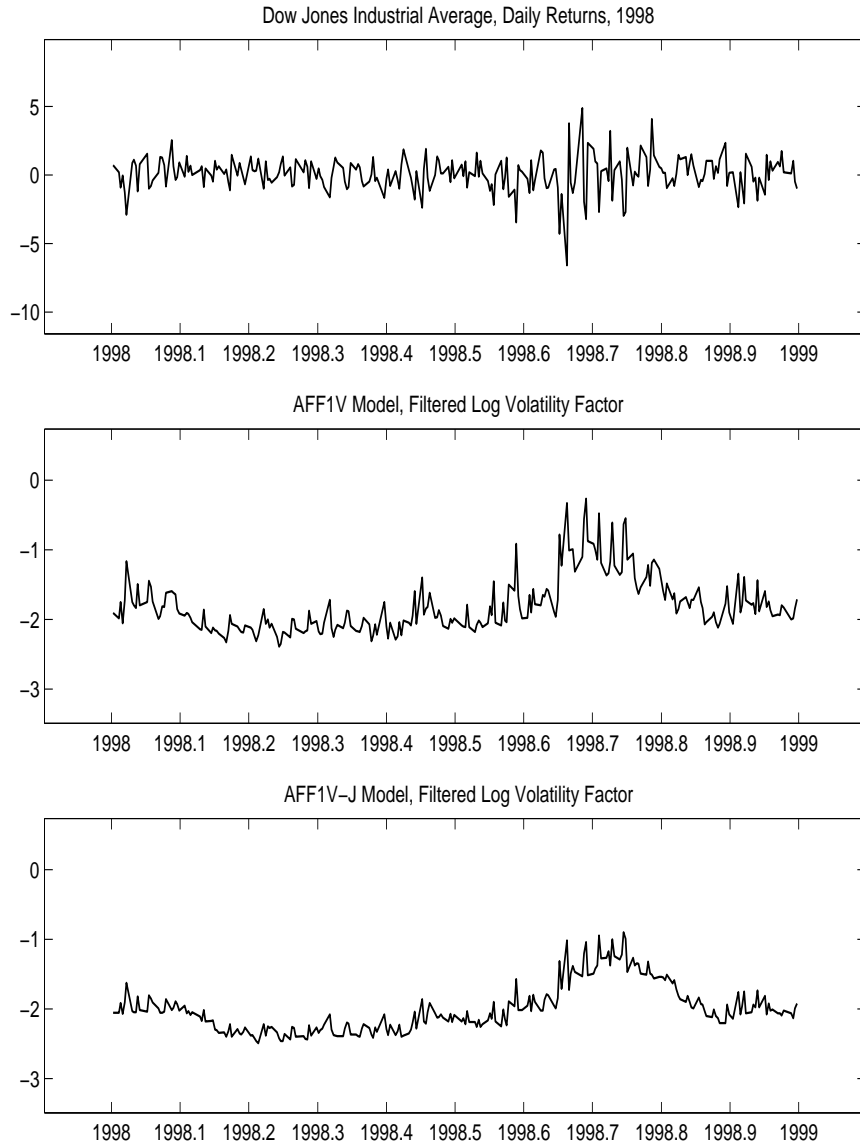 Dow Jones Industrial Average, Daily Returns, 1998
5
0
−5
−10
1998 1998.1 1998.2 1998.3 1998.4 1998.5 1998.6 1998.7 1998.8 1998.9 1999
AFF1V Model, Filtered Log Volatility Factor
0
−1
−2
−3
1998 1998.1 1998.2 1998.3 1998.4 1998.5 1998.6 1998.7 1998.8 1998.9 1999
AFF1V−J Model, Filtered Log Volatility Factor
0
−1
−2
−3
1998 1998.1 1998.2 1998.3 1998.4 1998.5 1998.6 1998.7 1998.8 1998.9 1999